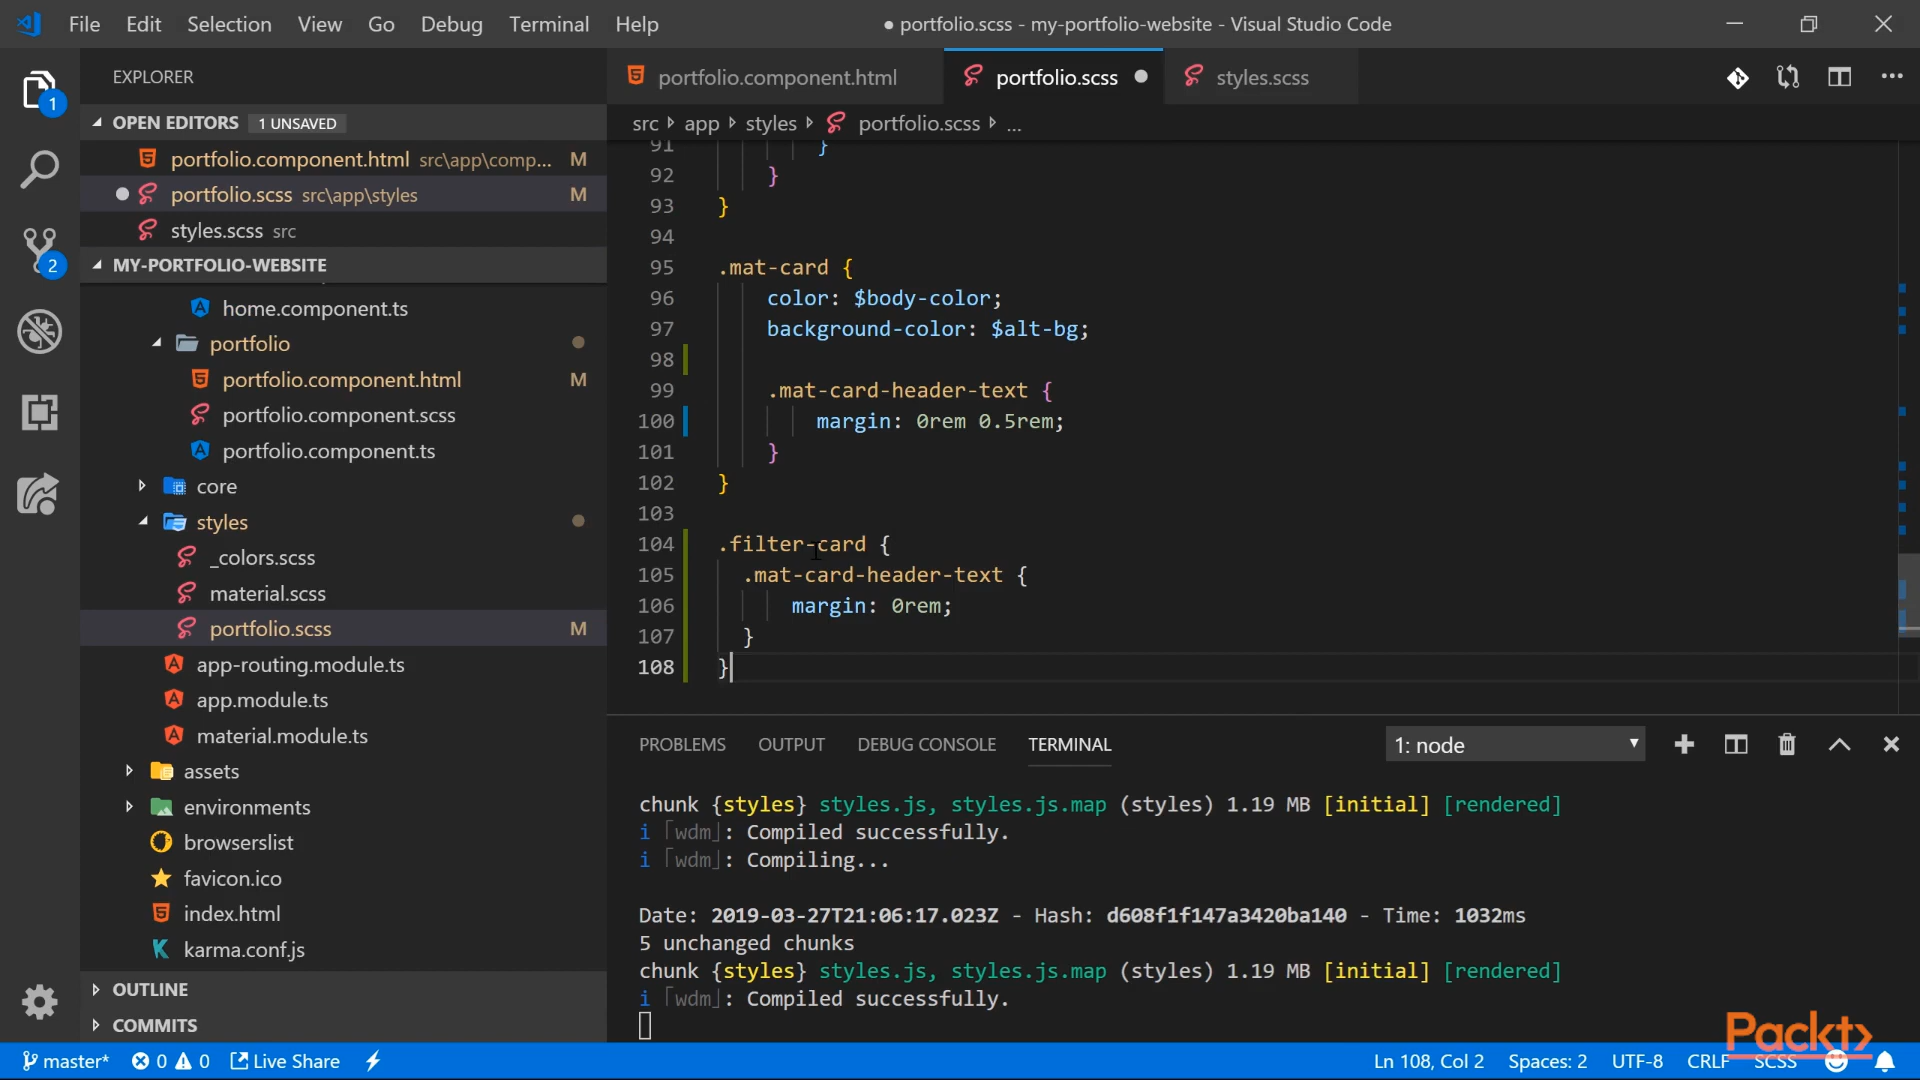 File Edit Selection View Go Debug Terminal Help
● portfolio.scss - my-portfolio-website - Visual Studio Code
EXPLORER
OPEN EDITORS 1 UNSAVED
portfolio.component.html src\app\comp... M
portfolio.scss src\app\styles M
styles.scss src
MY-PORTFOLIO-WEBSITE
home.component.ts
portfolio
portfolio.component.html M
portfolio.component.scss
portfolio.component.ts
core
styles
_colors.scss
material.scss
portfolio.scss M
app-routing.module.ts
app.module.ts
material.module.ts
assets
environments
browserslist
favicon.ico
index.html
karma.conf.js
OUTLINE
COMMITS
1
2
portfolio.component.html portfolio.scss styles.scss
src app styles portfolio.scss ...
91 }
92 }
93 }
94
95 .mat-card {
96 color: $body-color;
97 background-color: $alt-bg;
98
99 .mat-card-header-text {
100 margin: 0rem 0.5rem;
101 }
102 }
103
104 .filter-card {
105 .mat-card-header-text {
106 margin: 0rem;
107 }
108 }
PROBLEMS OUTPUT DEBUG CONSOLE TERMINAL 1: node
chunk {styles} styles.js, styles.js.map (styles) 1.19 MB [initial] [rendered]
i ｢wdm｣: Compiled successfully.
i ｢wdm｣: Compiling...
Date: 2019-03-27T21:06:17.023Z - Hash: d608f1f147a3420ba140 - Time: 1032ms
5 unchanged chunks
chunk {styles} styles.js, styles.js.map (styles) 1.19 MB [initial] [rendered]
i ｢wdm｣: Compiled successfully.
Packt>
master* 0 0 Live Share Ln 108, Col 2 Spaces: 2 UTF-8 CRLF SCSS